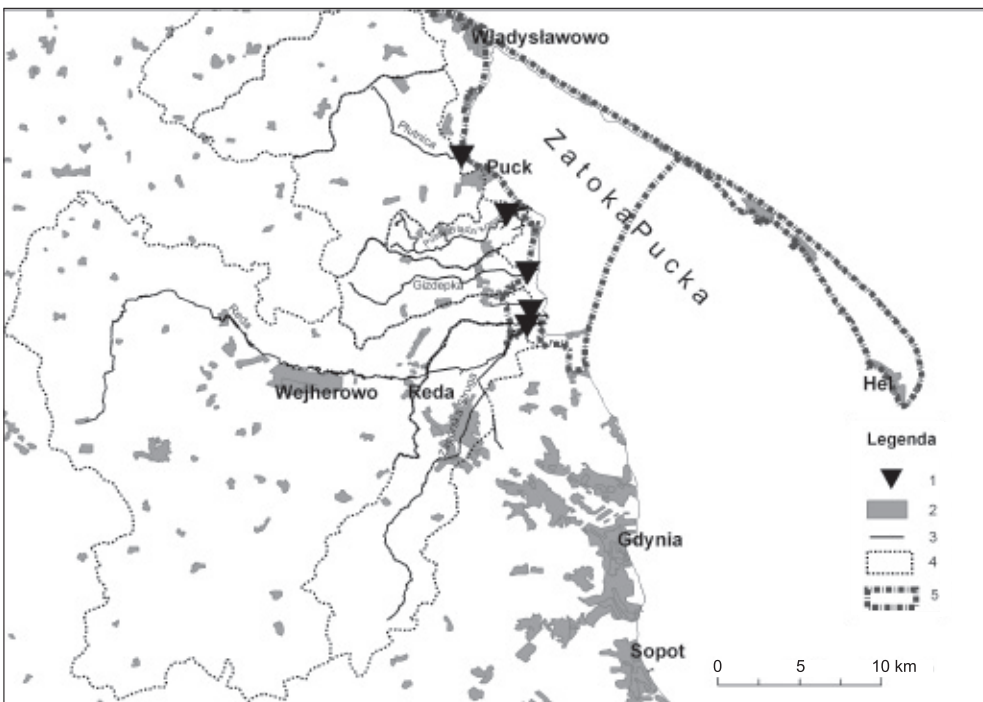 Władysławowo
Płutnica
Puck
Zatoka Pucka
Gizdepka
Reda
Wejherowo
Reda
Hel
Legenda
1
2
3
4
5
Gdynia
Sopot
0 5 10 km